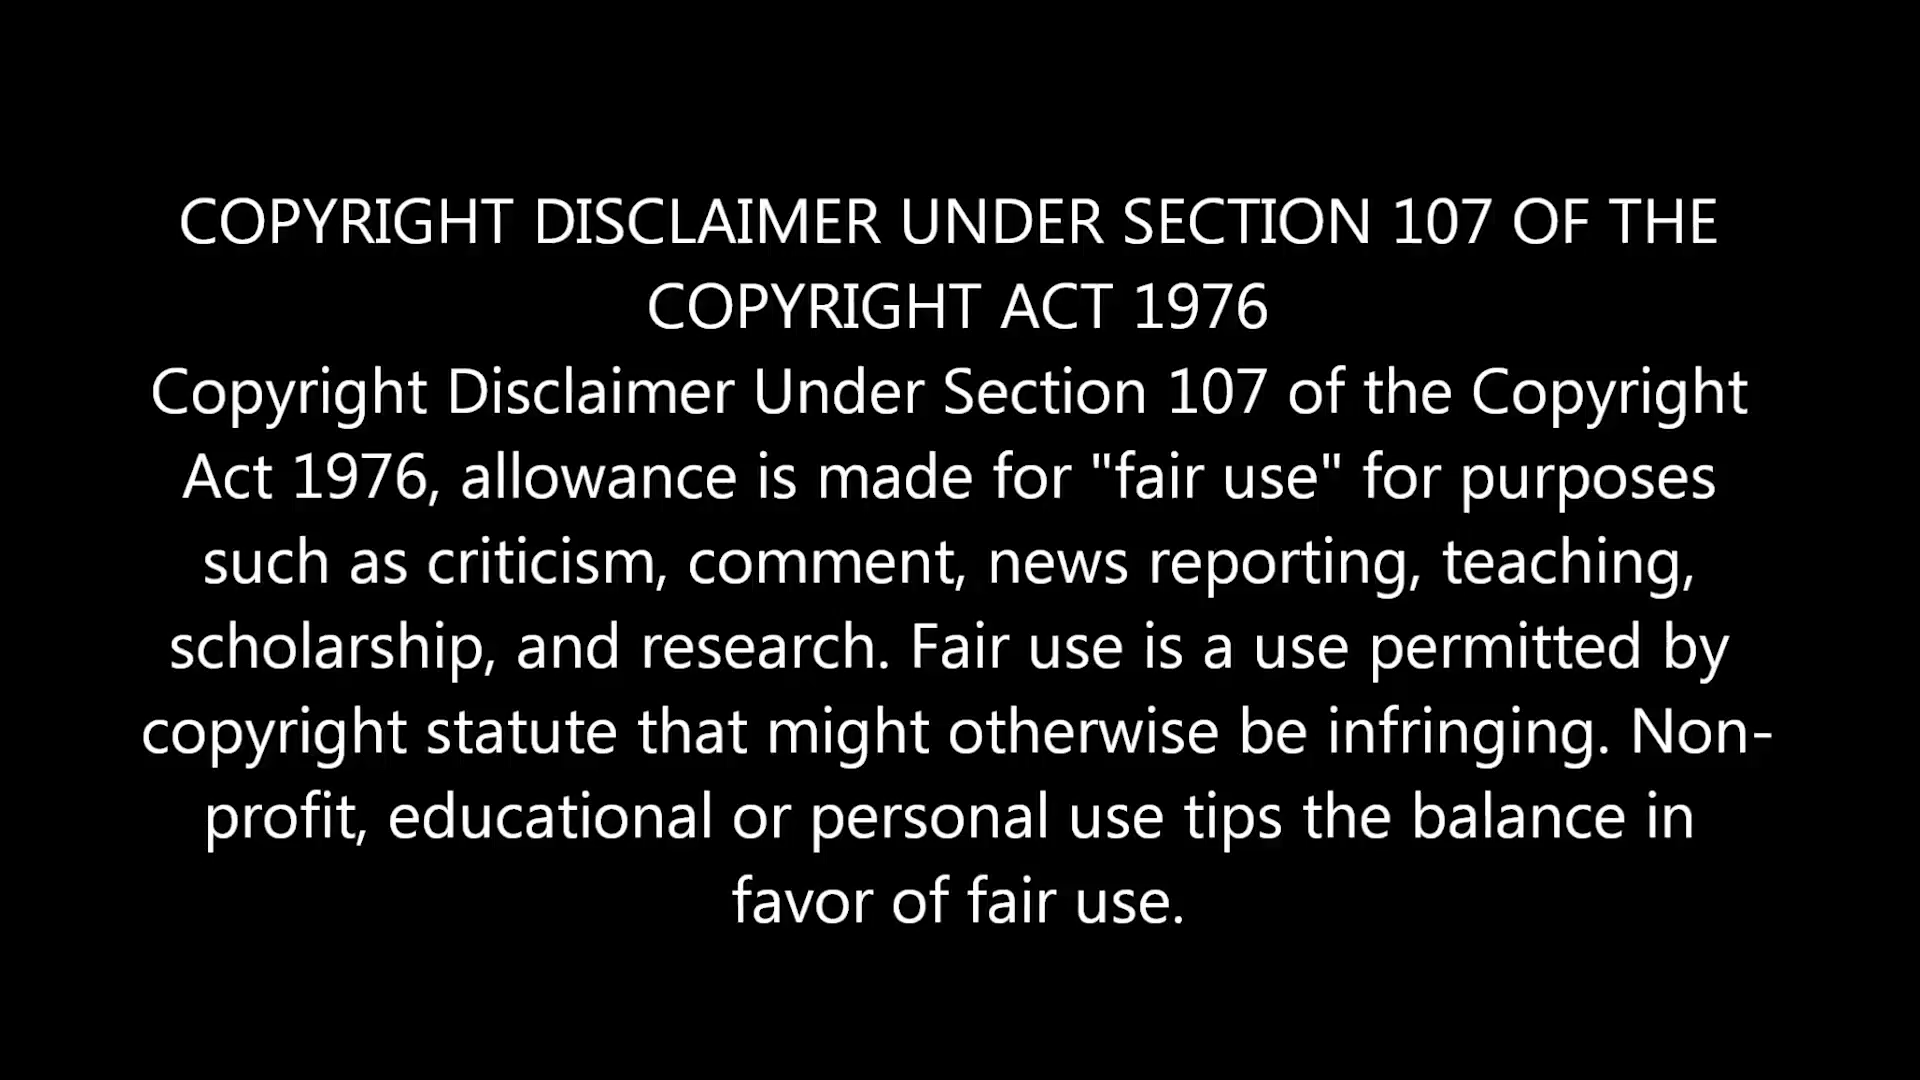 COPYRIGHT DISCLAIMER UNDER SECTION 107 OF THE
COPYRIGHT ACT 1976
Copyright Disclaimer Under Section 107 of the Copyright
Act 1976, allowance is made for "fair use" for purposes
such as criticism, comment, news reporting, teaching,
scholarship, and research. Fair use is a use permitted by
copyright statute that might otherwise be infringing. Non-
profit, educational or personal use tips the balance in
favor of fair use.